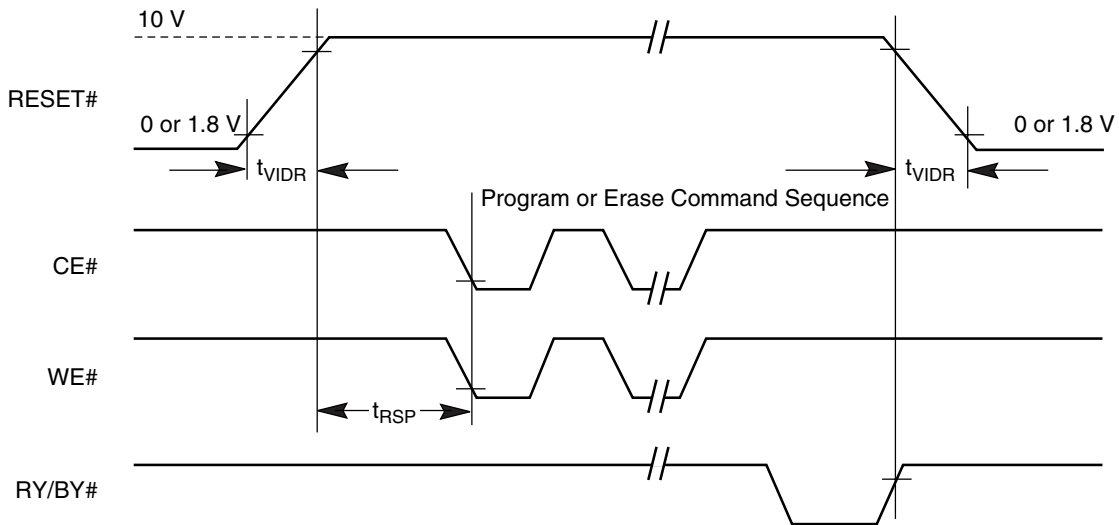 10 V
RESET#
0 or 1.8 V
0 or 1.8 V
tVIDR
tVIDR
Program or Erase Command Sequence
CE#
WE#
tRSP
RY/BY#